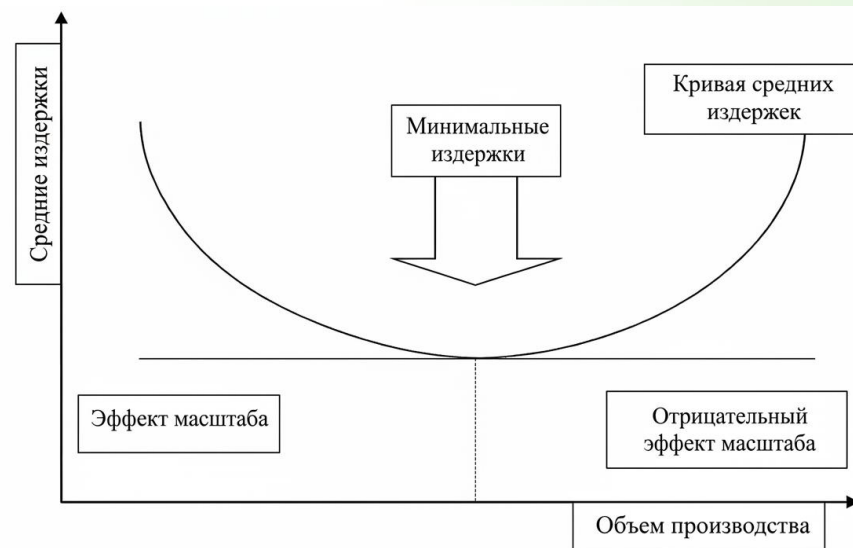 Средние издержки
Минимальные
издержки
Кривая средних
издержек
Эффект масштаба
Отрицательный
эффект масштаба
Объем производства